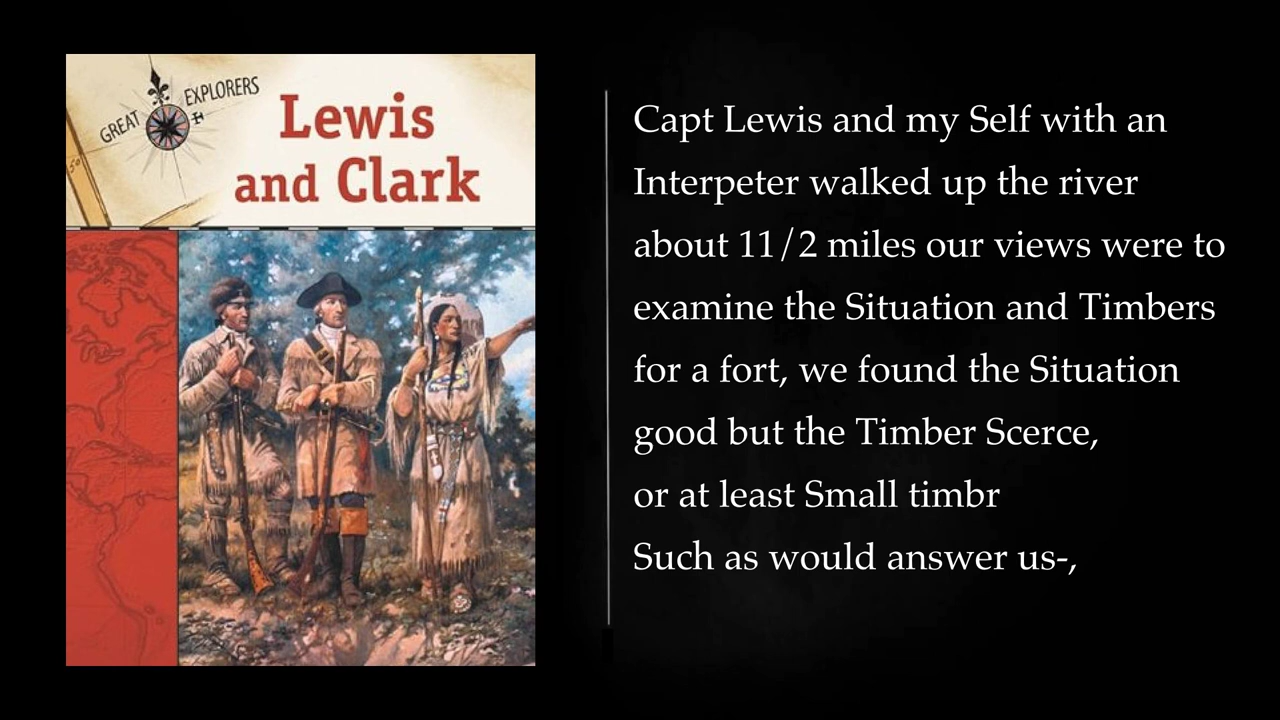 GREAT EXPLORERS
Lewis
and Clark
50
Capt Lewis and my Self with an
Interpeter walked up the river
about 11/2 miles our views were to
examine the Situation and Timbers
for a fort, we found the Situation
good but the Timber Scerce,
or at least Small timbr
Such as would answer us-,